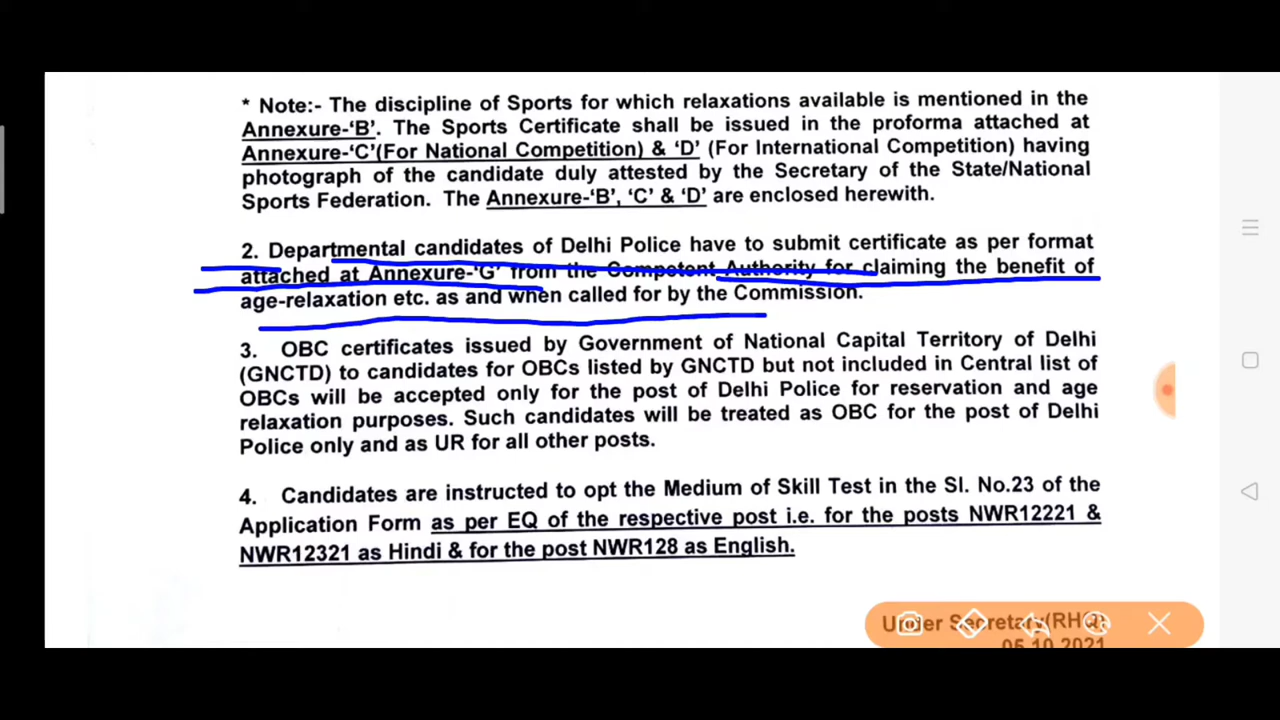 * Note:- The discipline of Sports for which relaxations available is mentioned in the
Annexure-‘B’. The Sports Certificate shall be issued in the proforma attached at
Annexure-‘C’(For National Competition) & ‘D’ (For International Competition) having
photograph of the candidate duly attested by the Secretary of the State/National
Sports Federation. The Annexure-‘B’, ‘C’ & ‘D’ are enclosed herewith.
2. Departmental candidates of Delhi Police have to submit certificate as per format
attached at Annexure-‘G’ from the Competent Authority for claiming the benefit of
age-relaxation etc. as and when called for by the Commission.
3. OBC certificates issued by Government of National Capital Territory of Delhi
(GNCTD) to candidates for OBCs listed by GNCTD but not included in Central list of
OBCs will be accepted only for the post of Delhi Police for reservation and age
relaxation purposes. Such candidates will be treated as OBC for the post of Delhi
Police only and as UR for all other posts.
4. Candidates are instructed to opt the Medium of Skill Test in the Sl. No.23 of the
Application Form as per EQ of the respective post i.e. for the posts NWR12221 &
NWR12321 as Hindi & for the post NWR128 as English.
Under Secretary(RHQ)
05.10.2021